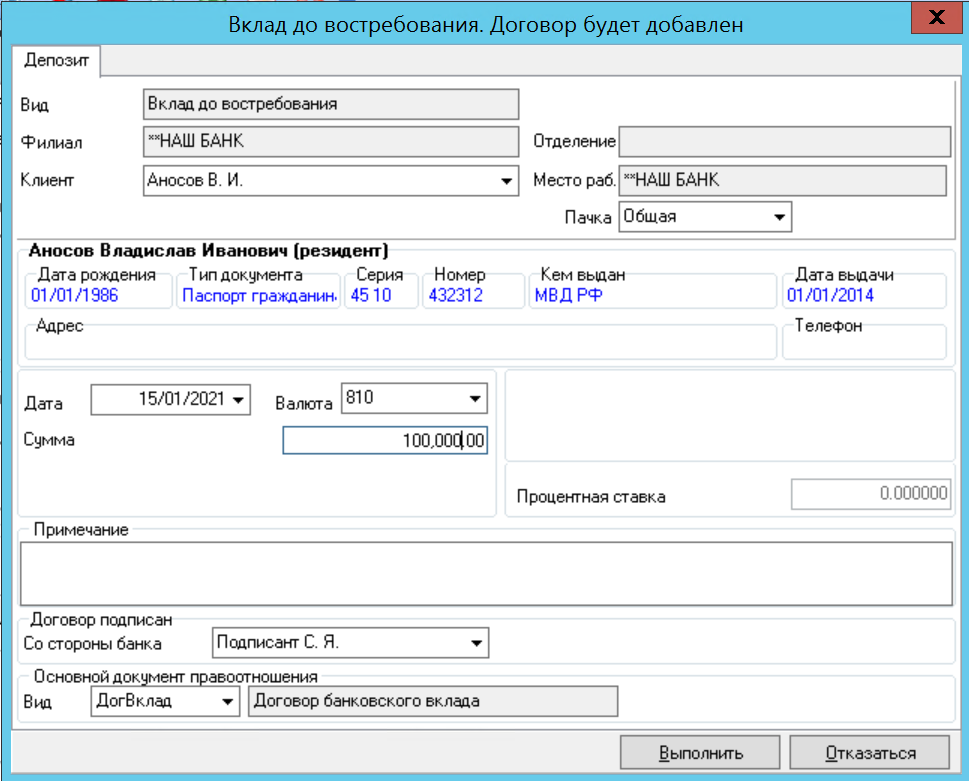 Вклад до востребования. Договор будет добавлен
X
Депозит
Вид Вклад до востребования
Филиал **НАШ БАНК Отделение
Клиент Аносов В. И. Место раб. **НАШ БАНК
Пачка Общая
Аносов Владислав Иванович (резидент)
Дата рождения Тип документа Серия Номер Кем выдан Дата выдачи
01/01/1986 Паспорт гражданин 45 10 432312 МВД РФ 01/01/2014
Адрес Телефон
Дата 15/01/2021 Валюта 810
Сумма 100,000.00
Процентная ставка 0.000000
Примечание
Договор подписан
Со стороны банка Подписант С. Я.
Основной документ правоотношения
Вид ДогВклад Договор банковского вклада
Выполнить Отказаться